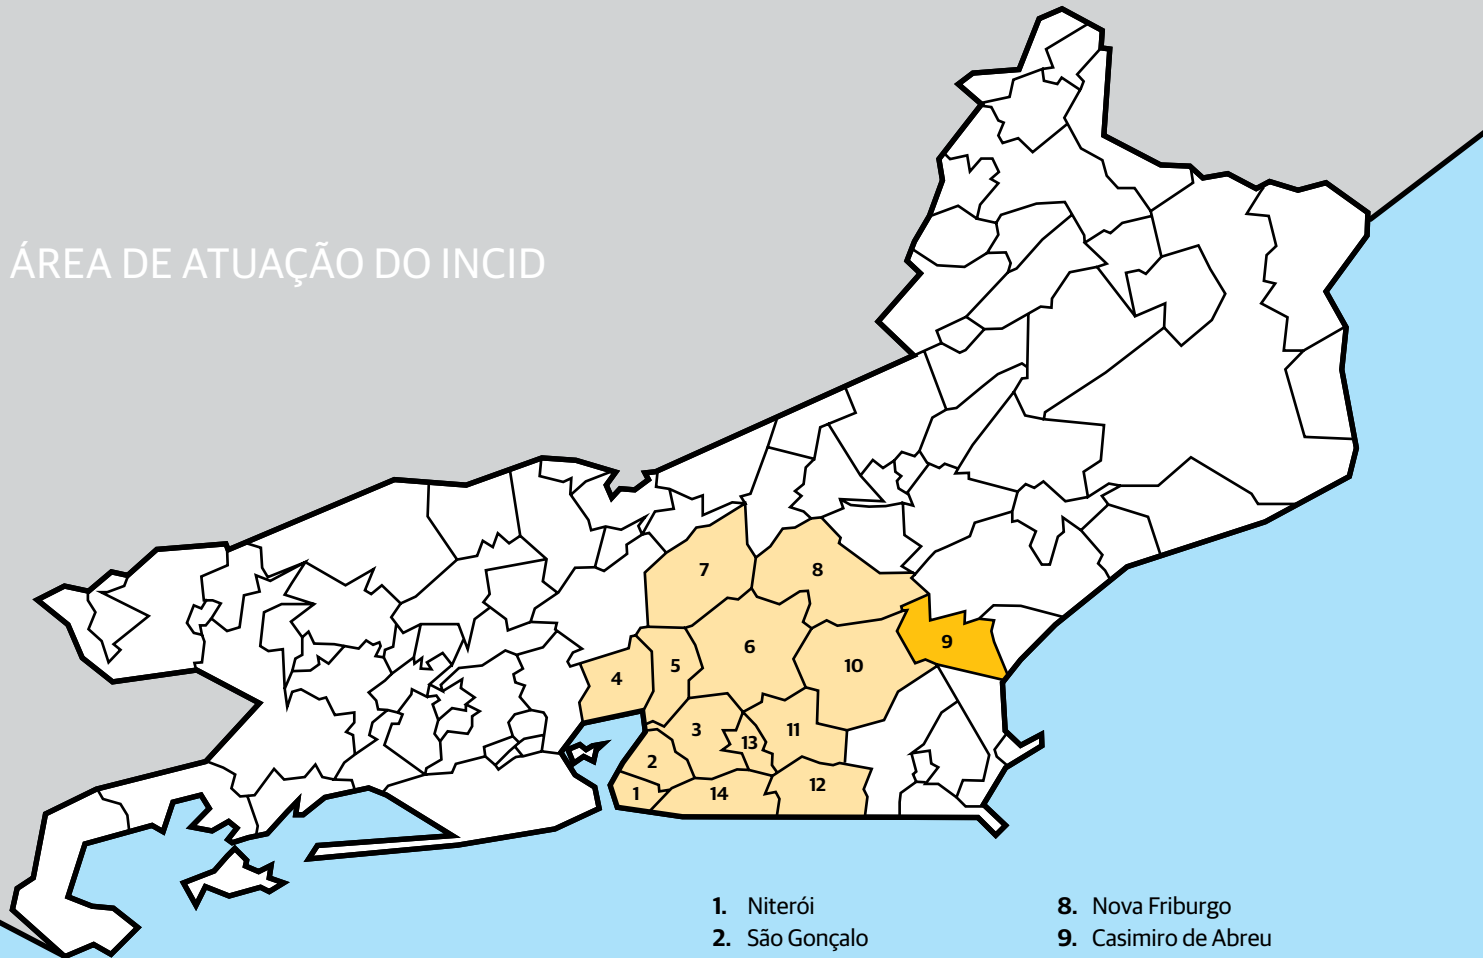 ÁREA DE ATUAÇÃO DO INCID
7
8
6
9
5
10
4
3
11
13
2
12
1
14
1. Niterói
2. São Gonçalo
8. Nova Friburgo
9. Casimiro de Abreu